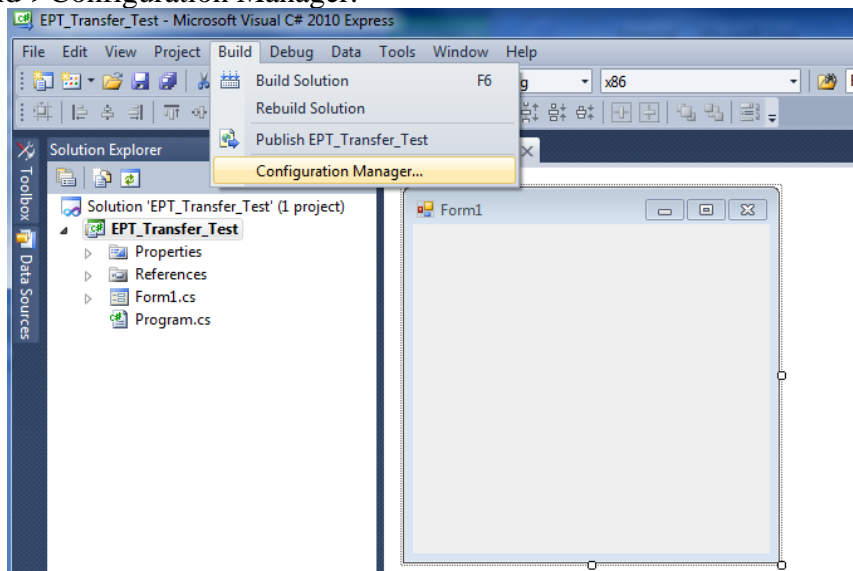 Configuration Manager.
EPT_Transfer_Test - Microsoft Visual C# 2010 Express
File Edit View Project Build Debug Data Tools Window Help
Build Solution F6
x86
Rebuild Solution
Publish EPT_Transfer_Test
Configuration Manager...
Solution Explorer
Toolbox
Data Sources
Solution 'EPT_Transfer_Test' (1 project)
EPT_Transfer_Test
Properties
References
Form1.cs
Program.cs
Form1